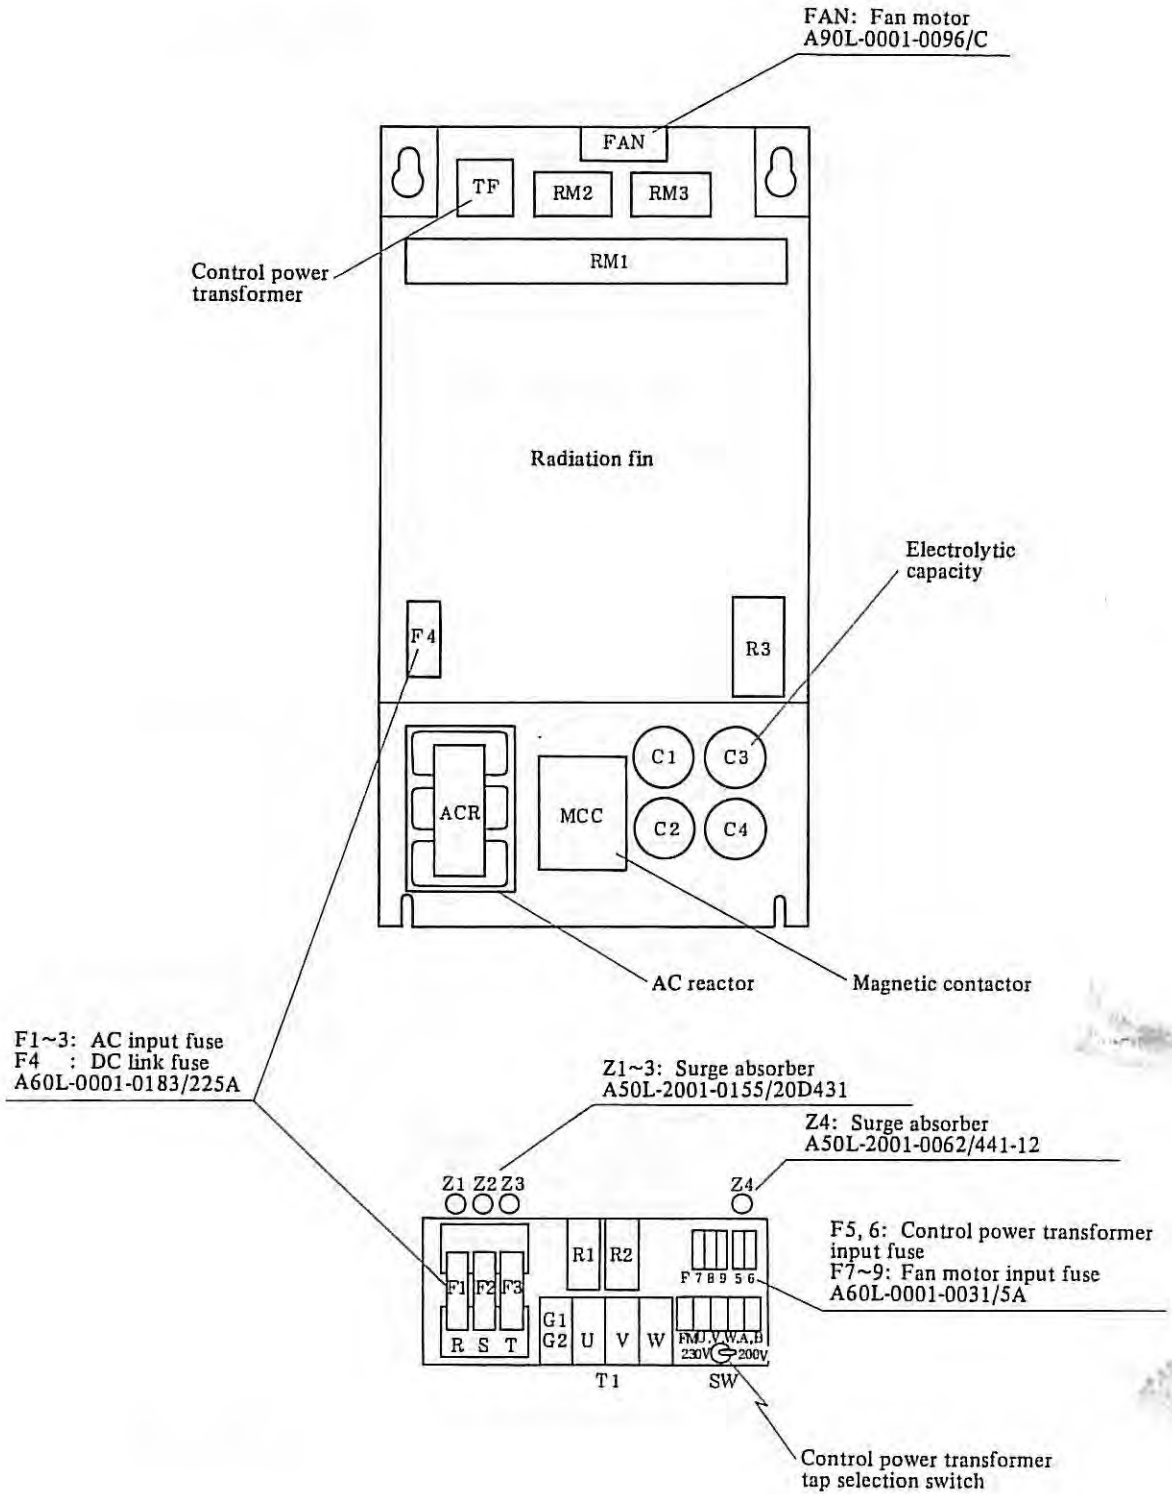 FAN: Fan motor
A90L-0001-0096/C
FAN
TF
RM2
RM3
RM1
Control power
transformer
Radiation fin
Electrolytic
capacity
F4
R3
C1
C3
ACR
MCC
C2
C4
AC reactor
Magnetic contactor
F1~3: AC input fuse
F4 : DC link fuse
A60L-0001-0183/225A
Z1~3: Surge absorber
A50L-2001-0155/20D431
Z4: Surge absorber
A50L-2001-0062/441-12
Z1 Z2 Z3
Z4
F5, 6: Control power transformer
input fuse
F7~9: Fan motor input fuse
A60L-0001-0031/5A
R1 R2
F 7 8 9 5 6
F1 F2 F3
G1
G2 U V W
R S T
FMU.V.W.A,B
230V 200V
T1
SW
Control power transformer
tap selection switch